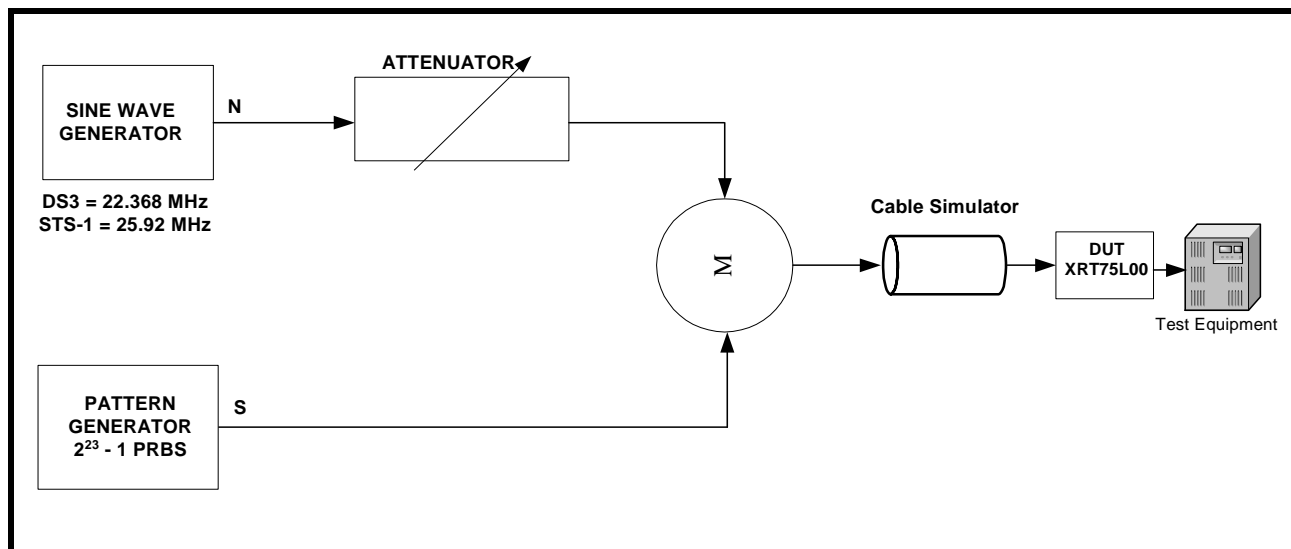 SINE WAVE
GENERATOR
N
ATTENUATOR
DS3 = 22.368 MHz
STS-1 = 25.92 MHz
M
Cable Simulator
DUT
XRT75L00
Test Equipment
PATTERN
GENERATOR
2²³ - 1 PRBS
S